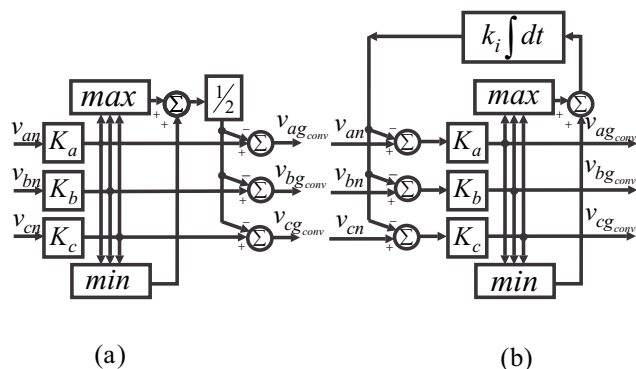 k_i ∫ dt
max
1/2
max
v_an
K_a
Σ
Σ
v_ag_conv
v_an
Σ
K_a
Σ
v_ag_conv
v_bn
K_b
Σ
v_bg_conv
v_bn
Σ
K_b
v_bg_conv
v_cn
K_c
Σ
v_cg_conv
v_cn
Σ
K_c
v_cg_conv
min
min
(a)
(b)